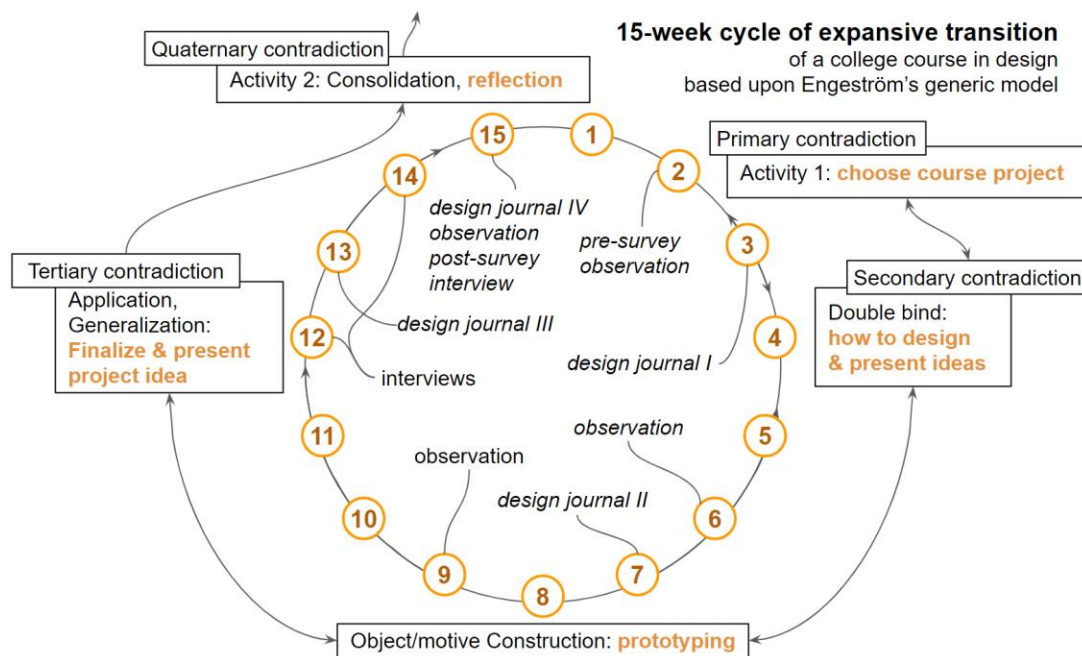 15-week cycle of expansive transition
of a college course in design
based upon Engeström's generic model
Quaternary contradiction
Activity 2: Consolidation, reflection
Primary contradiction
Activity 1: choose course project
Secondary contradiction
Double bind:
how to design
& present ideas
Tertiary contradiction
Application,
Generalization:
Finalize & present
project idea
Object/motive Construction: prototyping
1
2
3
4
5
6
7
8
9
10
11
12
13
14
15
pre-survey
observation
design journal I
observation
design journal II
observation
interviews
design journal III
design journal IV
observation
post-survey
interview